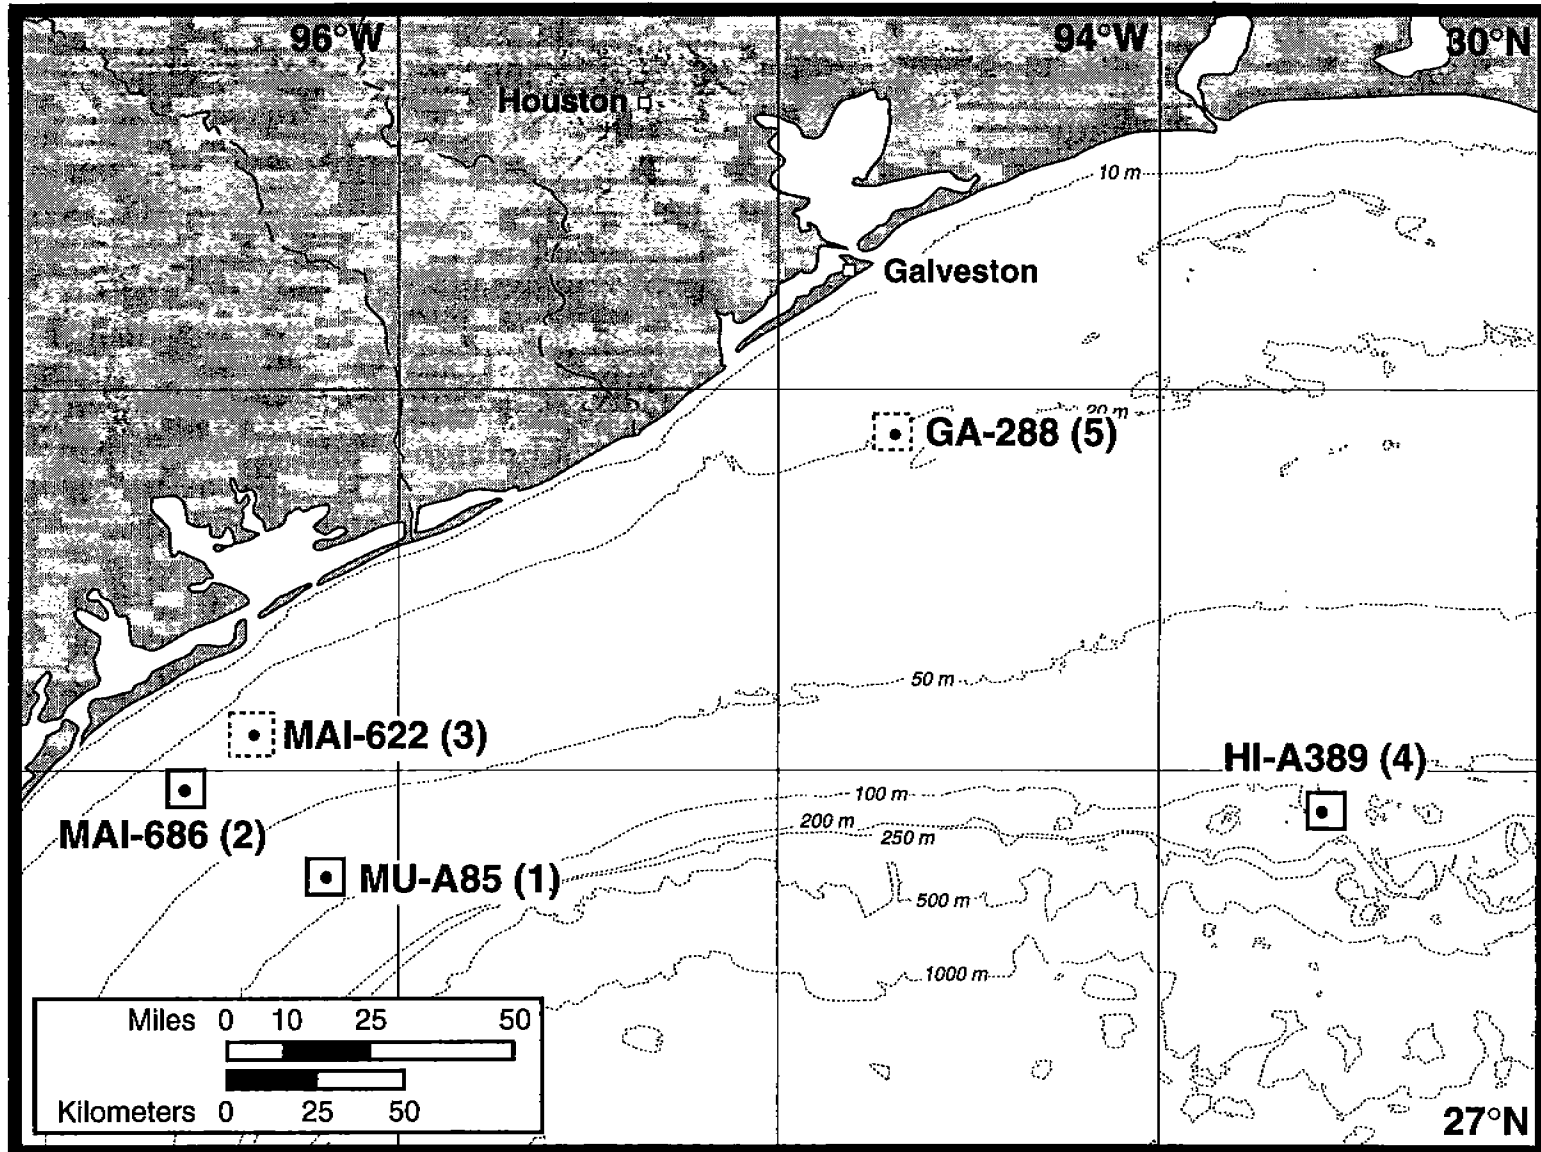 96°W
94°W
30°N
Houston
10 m
Galveston
20 m
GA-288 (5)
50 m
MAI-622 (3)
HI-A389 (4)
100 m
MAI-686 (2)
200 m
250 m
MU-A85 (1)
500 m
1000 m
Miles 0 10 25 50
Kilometers 0 25 50
27°N